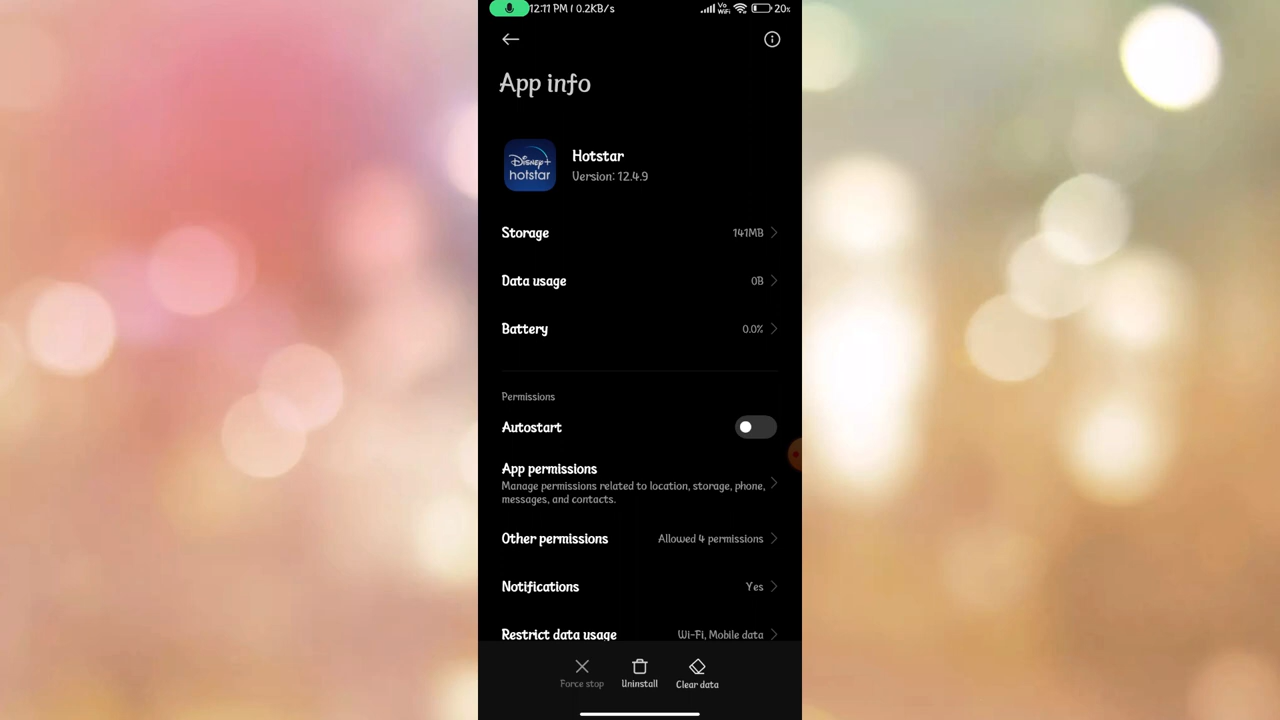 12:11 PM / 0.2KB/s Vo WiFi 20%
App info
Disney+ hotstar
Hotstar
Version: 12.4.9
Storage 141MB
Data usage 0B
Battery 0.0%
Permissions
Autostart
App permissions
Manage permissions related to location, storage, phone,
messages, and contacts.
Other permissions Allowed 4 permissions
Notifications Yes
Restrict data usage Wi-Fi, Mobile data
Force stop Uninstall Clear data